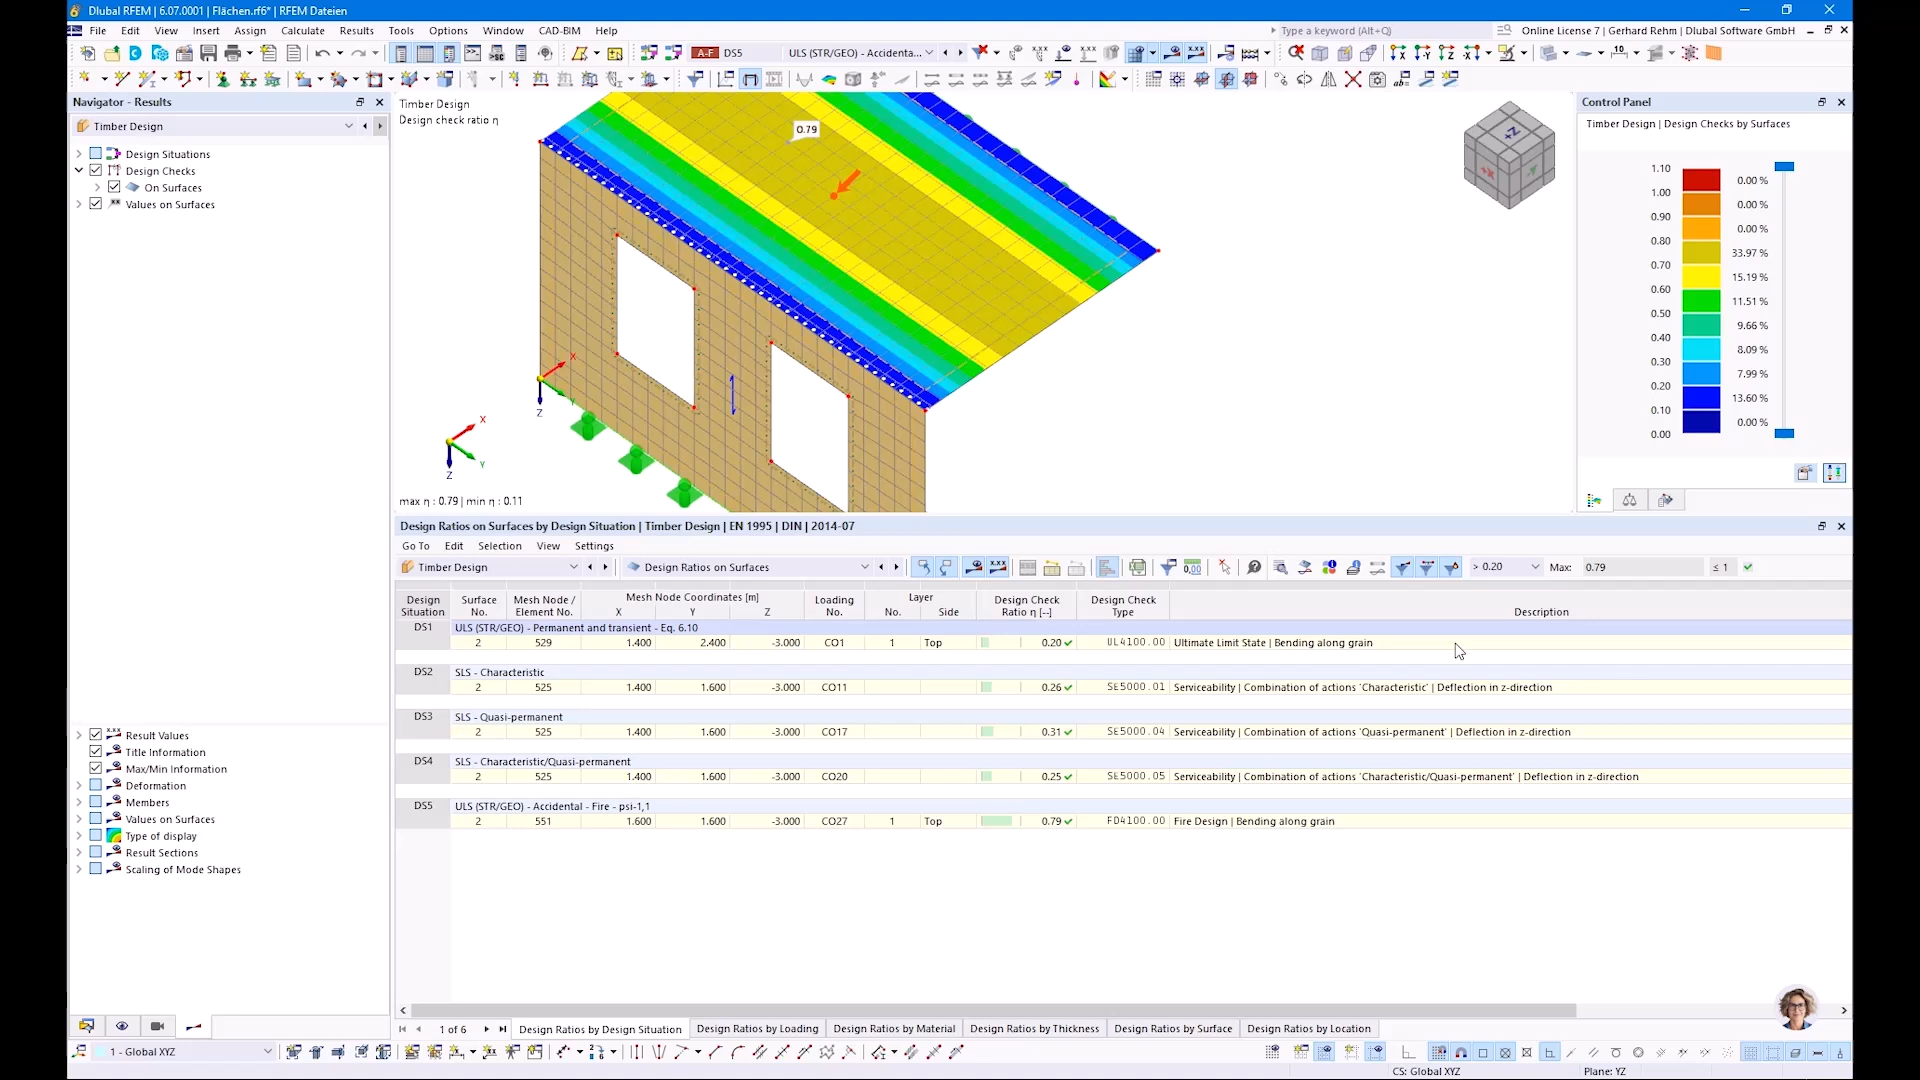 Dlubal RFEM | 6.07.0001 | Flächen.rf6* | RFEM Dateien
File Edit View Insert Assign Calculate Results Tools Options Window CAD-BIM Help
Type a keyword (Alt+Q)
Online License 7 | Gerhard Rehm | Dlubal Software GmbH
A-F DS5 ULS (STR/GEO) - Accidenta...
Navigator - Results
Timber Design
Design Situations
Design Checks
On Surfaces
Values on Surfaces
Result Values
Title Information
Max/Min Information
Deformation
Members
Values on Surfaces
Type of display
Result Sections
Scaling of Mode Shapes
Timber Design
Design check ratio η
0.79
X
Y
Z
X
Y
Z
+Z
+X
max η : 0.79 | min η : 0.11
Control Panel
Timber Design | Design Checks by Surfaces
1.10
0.00 %
1.00
0.00 %
0.90
0.00 %
0.80
33.97 %
0.70
15.19 %
0.60
11.51 %
0.50
9.66 %
0.40
8.09 %
0.30
7.99 %
0.20
13.60 %
0.10
0.00 %
0.00
Design Ratios on Surfaces by Design Situation | Timber Design | EN 1995 | DIN | 2014-07
Go To Edit Selection View Settings
Timber Design Design Ratios on Surfaces > 0.20 Max: 0.79 ≤ 1
Design Situation Surface No. Mesh Node / Element No. Mesh Node Coordinates [m] X Y Z Loading No. Layer No. Side Design Check Ratio η [--] Design Check Type Description
DS1 ULS (STR/GEO) - Permanent and transient - Eq. 6.10
2 529 1.400 2.400 -3.000 CO1 1 Top 0.20 UL4100.00 Ultimate Limit State | Bending along grain
DS2 SLS - Characteristic
2 525 1.400 1.600 -3.000 CO11 0.26 SE5000.01 Serviceability | Combination of actions 'Characteristic' | Deflection in z-direction
DS3 SLS - Quasi-permanent
2 525 1.400 1.600 -3.000 CO17 0.31 SE5000.04 Serviceability | Combination of actions 'Quasi-permanent' | Deflection in z-direction
DS4 SLS - Characteristic/Quasi-permanent
2 525 1.400 1.600 -3.000 CO20 0.25 SE5000.05 Serviceability | Combination of actions 'Characteristic/Quasi-permanent' | Deflection in z-direction
DS5 ULS (STR/GEO) - Accidental - Fire - psi-1,1
2 551 1.600 1.600 -3.000 CO27 1 Top 0.79 FD4100.00 Fire Design | Bending along grain
1 of 6 Design Ratios by Design Situation Design Ratios by Loading Design Ratios by Material Design Ratios by Thickness Design Ratios by Surface Design Ratios by Location
1 - Global XYZ
CS: Global XYZ Plane: YZ